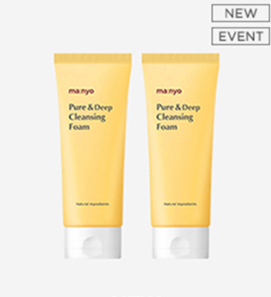 NEW
EVENT
ma:nyo
Pure & Deep
Cleansing
Foam
Natural Ingredients
ma:nyo
Pure & Deep
Cleansing
Foam
Natural Ingredients